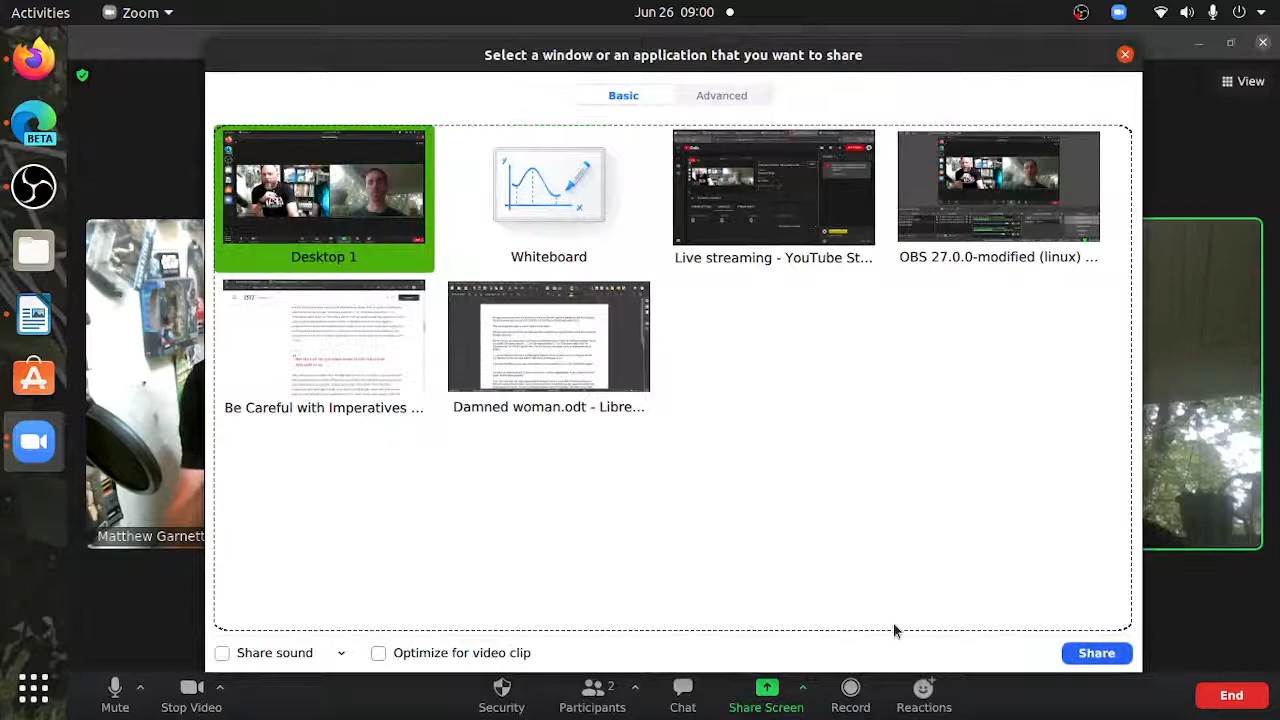 Activities
Zoom
Jun 26 09:00
Select a window or an application that you want to share
View
BETA
Basic
Advanced
Desktop 1
Whiteboard
Live streaming - YouTube St...
OBS 27.0.0-modified (linux) ...
Be Careful with Imperatives ...
Damned woman.odt - Libre...
Matthew Garnett
Share sound
Optimize for video clip
Share
Mute
Stop Video
Security
Participants
2
Chat
Share Screen
Record
Reactions
End